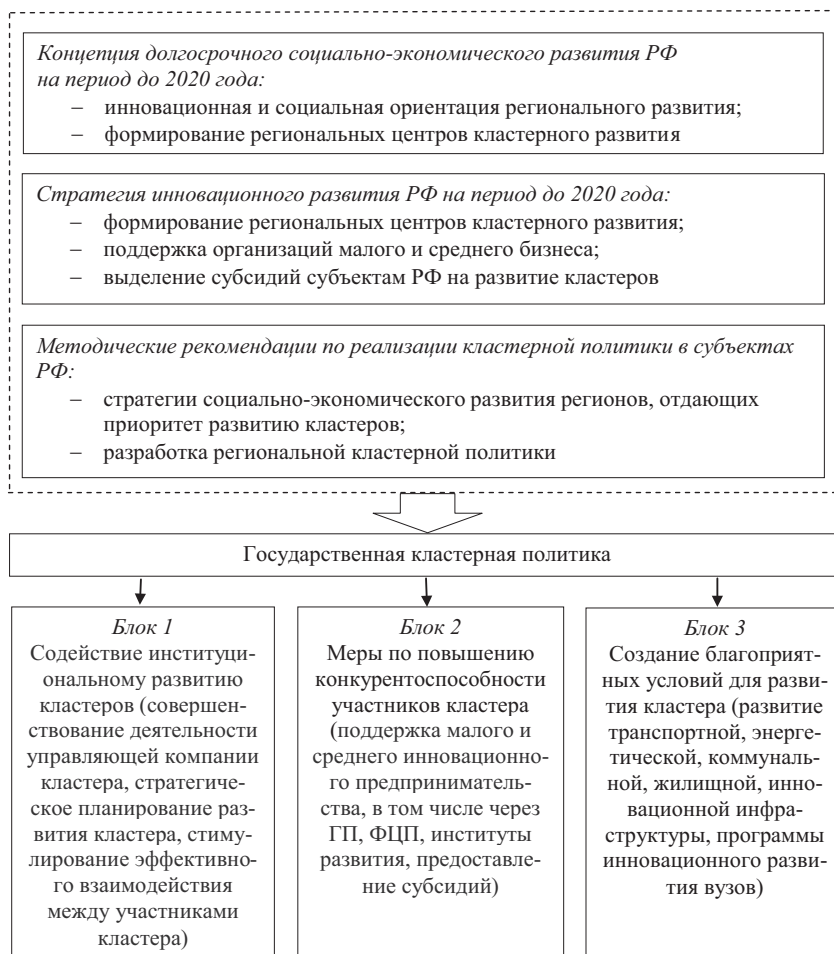 Концепция долгосрочного социально-экономического развития РФ
на период до 2020 года:
– инновационная и социальная ориентация регионального развития;
– формирование региональных центров кластерного развития
Стратегия инновационного развития РФ на период до 2020 года:
– формирование региональных центров кластерного развития;
– поддержка организаций малого и среднего бизнеса;
– выделение субсидий субъектам РФ на развитие кластеров
Методические рекомендации по реализации кластерной политики в субъектах
РФ:
– стратегии социально-экономического развития регионов, отдающих
приоритет развитию кластеров;
– разработка региональной кластерной политики
Государственная кластерная политика
Блок 1
Содействие институци-
ональному развитию
кластеров (совершен-
ствование деятельности
управляющей компании
кластера, стратегиче-
ское планирование раз-
вития кластера, стиму-
лирование эффективно-
го взаимодействия
между участниками
кластера)
Блок 2
Меры по повышению
конкурентоспособности
участников кластера
(поддержка малого и
среднего инновационно-
го предприниматель-
ства, в том числе через
ГП, ФЦП, институты
развития, предоставле-
ние субсидий)
Блок 3
Создание благоприят-
ных условий для разви-
тия кластера (развитие
транспортной, энерге-
тической, коммуналь-
ной, жилищной, инно-
вационной инфра-
структуры, программы
инновационного разви-
тия вузов)